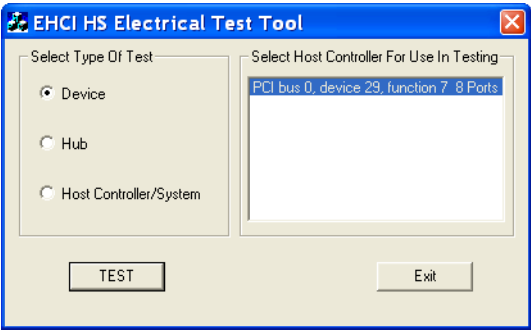 EHCI HS Electrical Test Tool
Select Type Of Test
Device
Hub
Host Controller/System
Select Host Controller For Use In Testing
PCI bus 0, device 29, function 7  8 Ports
TEST
Exit